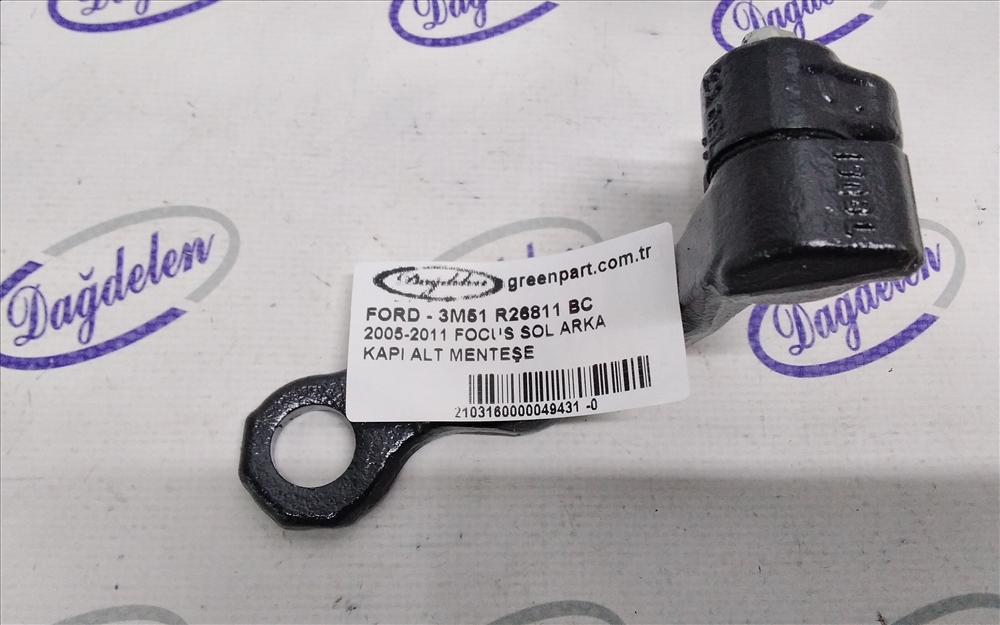 Dağdelen
Dağdelen
Dağdelen
Dağdelen
Dağdelen
Dağdelen greenpart.com.tr
FORD - 3M51 R26811 BC
2005-2011 FOCUS SOL ARKA
KAPI ALT MENTEŞE
2103160000049431 -0